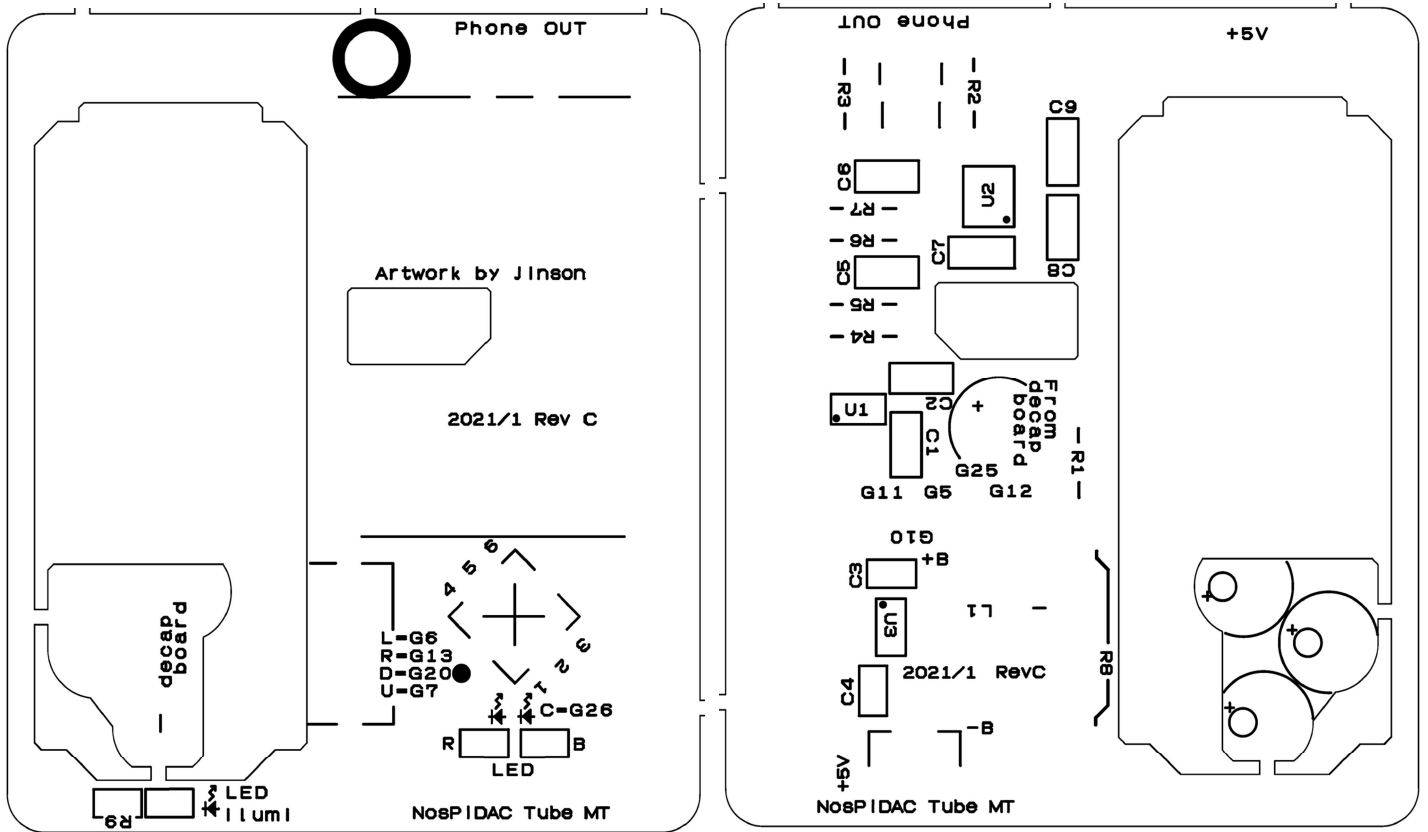 Phone OUT
Artwork by Jinson
2021/1 Rev C
4 5 6
3 2 1
L=G6
R=G13
D=G20
U=G7
C=G26
R
B
LED
decap
board
R9
LED
Ilumi
NosPiDAC Tube MT
Phone OUT
+5V
R3
R2
C9
C6
U2
R7
R6
C7
C5
C8
R5
R4
C2
U1
+
From
decap
board
C1
R1
G25
G11
G5
G12
G10
+B
C3
L1
U3
R8
2021/1 RevC
C4
-B
+5V
NosPiDAC Tube MT
+
+
+